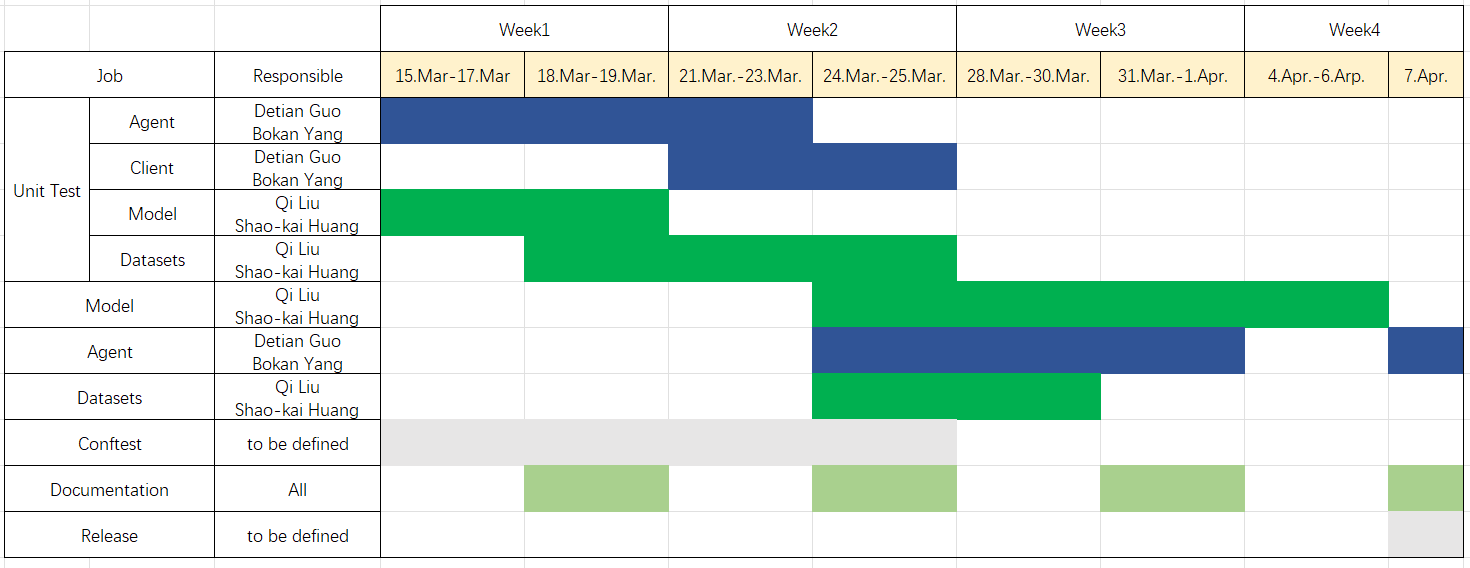 Week1 Week2 Week3 Week4
Job Responsible 15.Mar-17.Mar 18.Mar-19.Mar. 21.Mar.-23.Mar. 24.Mar.-25.Mar. 28.Mar.-30.Mar. 31.Mar.-1.Apr. 4.Apr.-6.Arp. 7.Apr.
Unit Test
Agent
Detian Guo
Bokan Yang
Client
Detian Guo
Bokan Yang
Model
Qi Liu
Shao-kai Huang
Datasets
Qi Liu
Shao-kai Huang
Model
Qi Liu
Shao-kai Huang
Agent
Detian Guo
Bokan Yang
Datasets
Qi Liu
Shao-kai Huang
Conftest to be defined
Documentation All
Release to be defined